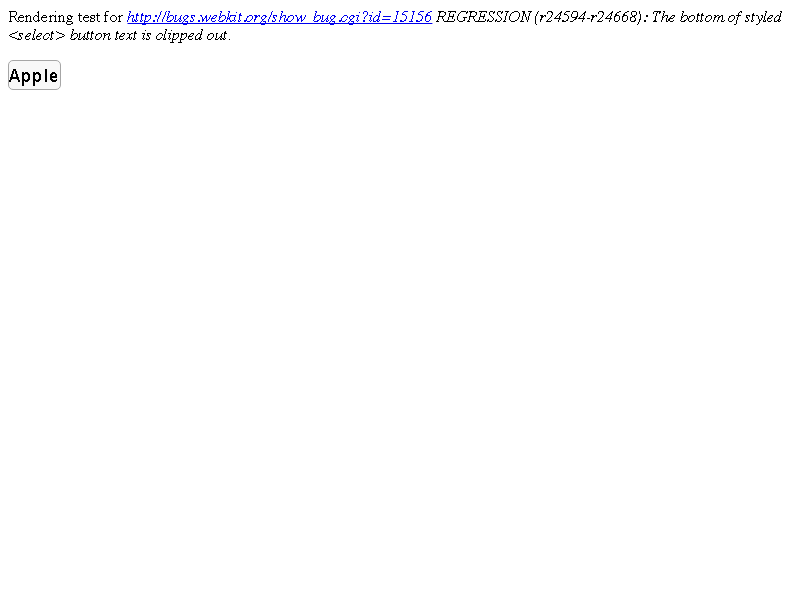 Rendering test for http://bugs.webkit.org/show_bug.cgi?id=15156 REGRESSION (r24594-r24668): The bottom of styled
<select> button text is clipped out.
Apple